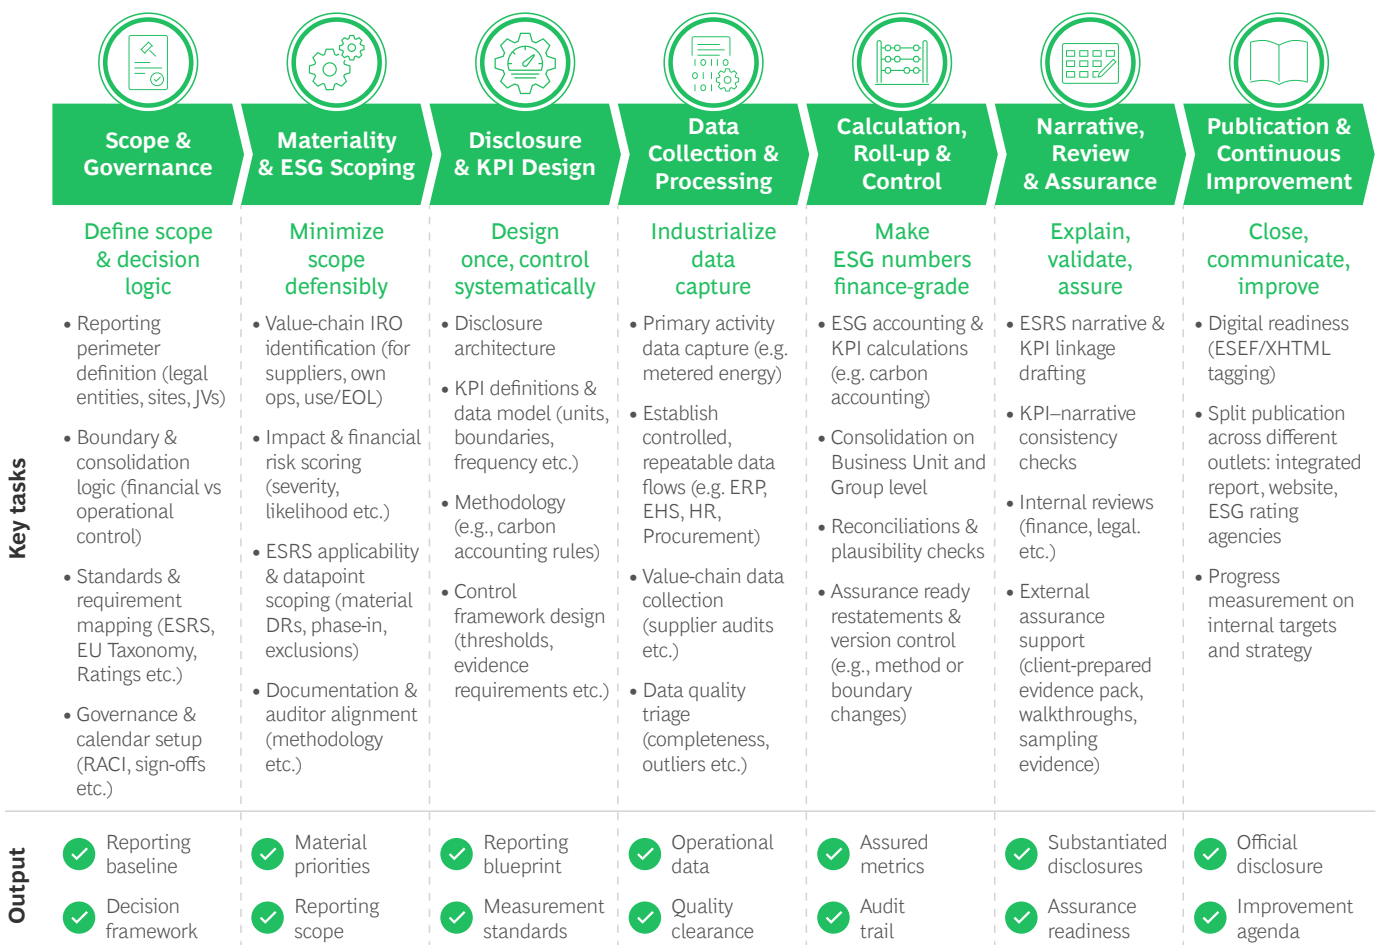 Scope &
Governance
Materiality
& ESG Scoping
Disclosure
& KPI Design
Data
Collection &
Processing
Calculation,
Roll-up &
Control
Narrative,
Review
& Assurance
Publication &
Continuous
Improvement
Key tasks
Define scope
& decision
logic
• Reporting
perimeter
definition (legal
entities, sites, JVs)
• Boundary &
consolidation
logic (financial vs
operational
control)
• Standards &
requirement
mapping (ESRS,
EU Taxonomy,
Ratings etc.)
• Governance &
calendar setup
(RACI, sign-offs
etc.)
Minimize
scope
defensibly
• Value-chain IRO
identification (for
suppliers, own
ops, use/EOL)
• Impact & financial
risk scoring
(severity,
likelihood etc.)
• ESRS applicability
& datapoint
scoping (material
DRs, phase-in,
exclusions)
• Documentation &
auditor alignment
(methodology
etc.)
Design
once, control
systematically
• Disclosure
architecture
• KPI definitions &
data model (units,
boundaries,
frequency etc.)
• Methodology
(e.g., carbon
accounting rules)
• Control
framework design
(thresholds,
evidence
requirements etc.)
Industrialize
data
capture
• Primary activity
data capture (e.g.
metered energy)
• Establish
controlled,
repeatable data
flows (e.g. ERP,
EHS, HR,
Procurement)
• Value-chain data
collection
(supplier audits
etc.)
• Data quality
triage
(completeness,
outliers etc.)
Make
ESG numbers
finance-grade
• ESG accounting &
KPI calculations
(e.g. carbon
accounting)
• Consolidation on
Business Unit and
Group level
• Reconciliations &
plausibility checks
• Assurance ready
restatements &
version control
(e.g., method or
boundary
changes)
Explain,
validate,
assure
• ESRS narrative &
KPI linkage
drafting
• KPI–narrative
consistency
checks
• Internal reviews
(finance, legal.
etc.)
• External
assurance
support
(client-prepared
evidence pack,
walkthroughs,
sampling
evidence)
Close,
communicate,
improve
• Digital readiness
(ESEF/XHTML
tagging)
• Split publication
across different
outlets: integrated
report, website,
ESG rating
agencies
• Progress
measurement on
internal targets
and strategy
Output
Reporting
baseline
Decision
framework
Material
priorities
Reporting
scope
Reporting
blueprint
Measurement
standards
Operational
data
Quality
clearance
Assured
metrics
Audit
trail
Substantiated
disclosures
Assurance
readiness
Official
disclosure
Improvement
agenda